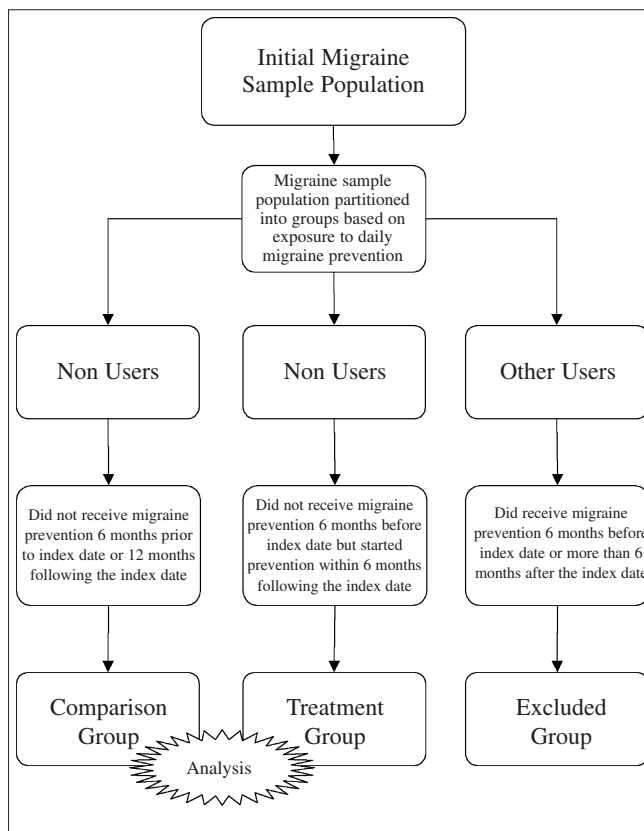 Initial Migraine
Sample Population
Migraine sample
population partitioned
into groups based on
exposure to daily
migraine prevention
Non Users
Non Users
Other Users
Did not receive migraine
prevention 6 months prior
to index date or 12 months
following the index date
Did not receive migraine
prevention 6 months before
index date but started
prevention within 6 months
following the index date
Did receive migraine
prevention 6 months before
index date or more than 6
months after the index date
Comparison
Group
Treatment
Group
Excluded
Group
Analysis